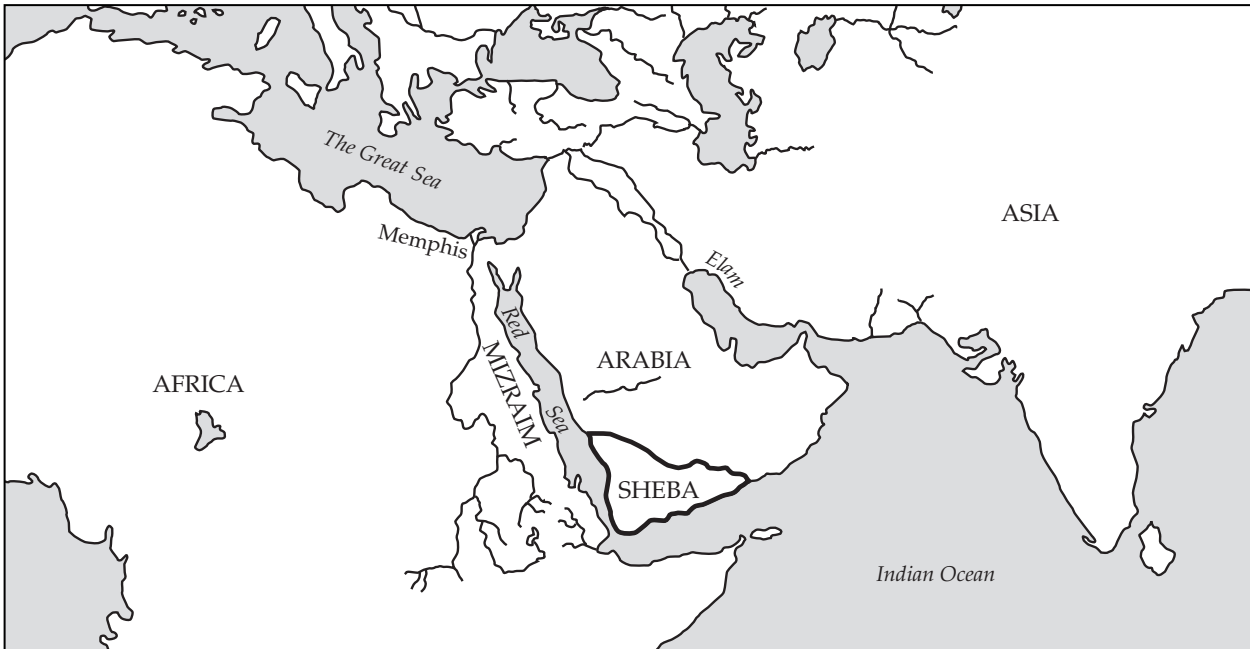 The Great Sea
Memphis
Elam
ASIA
Red
Sea
MIZRAIM
ARABIA
AFRICA
SHEBA
Indian Ocean